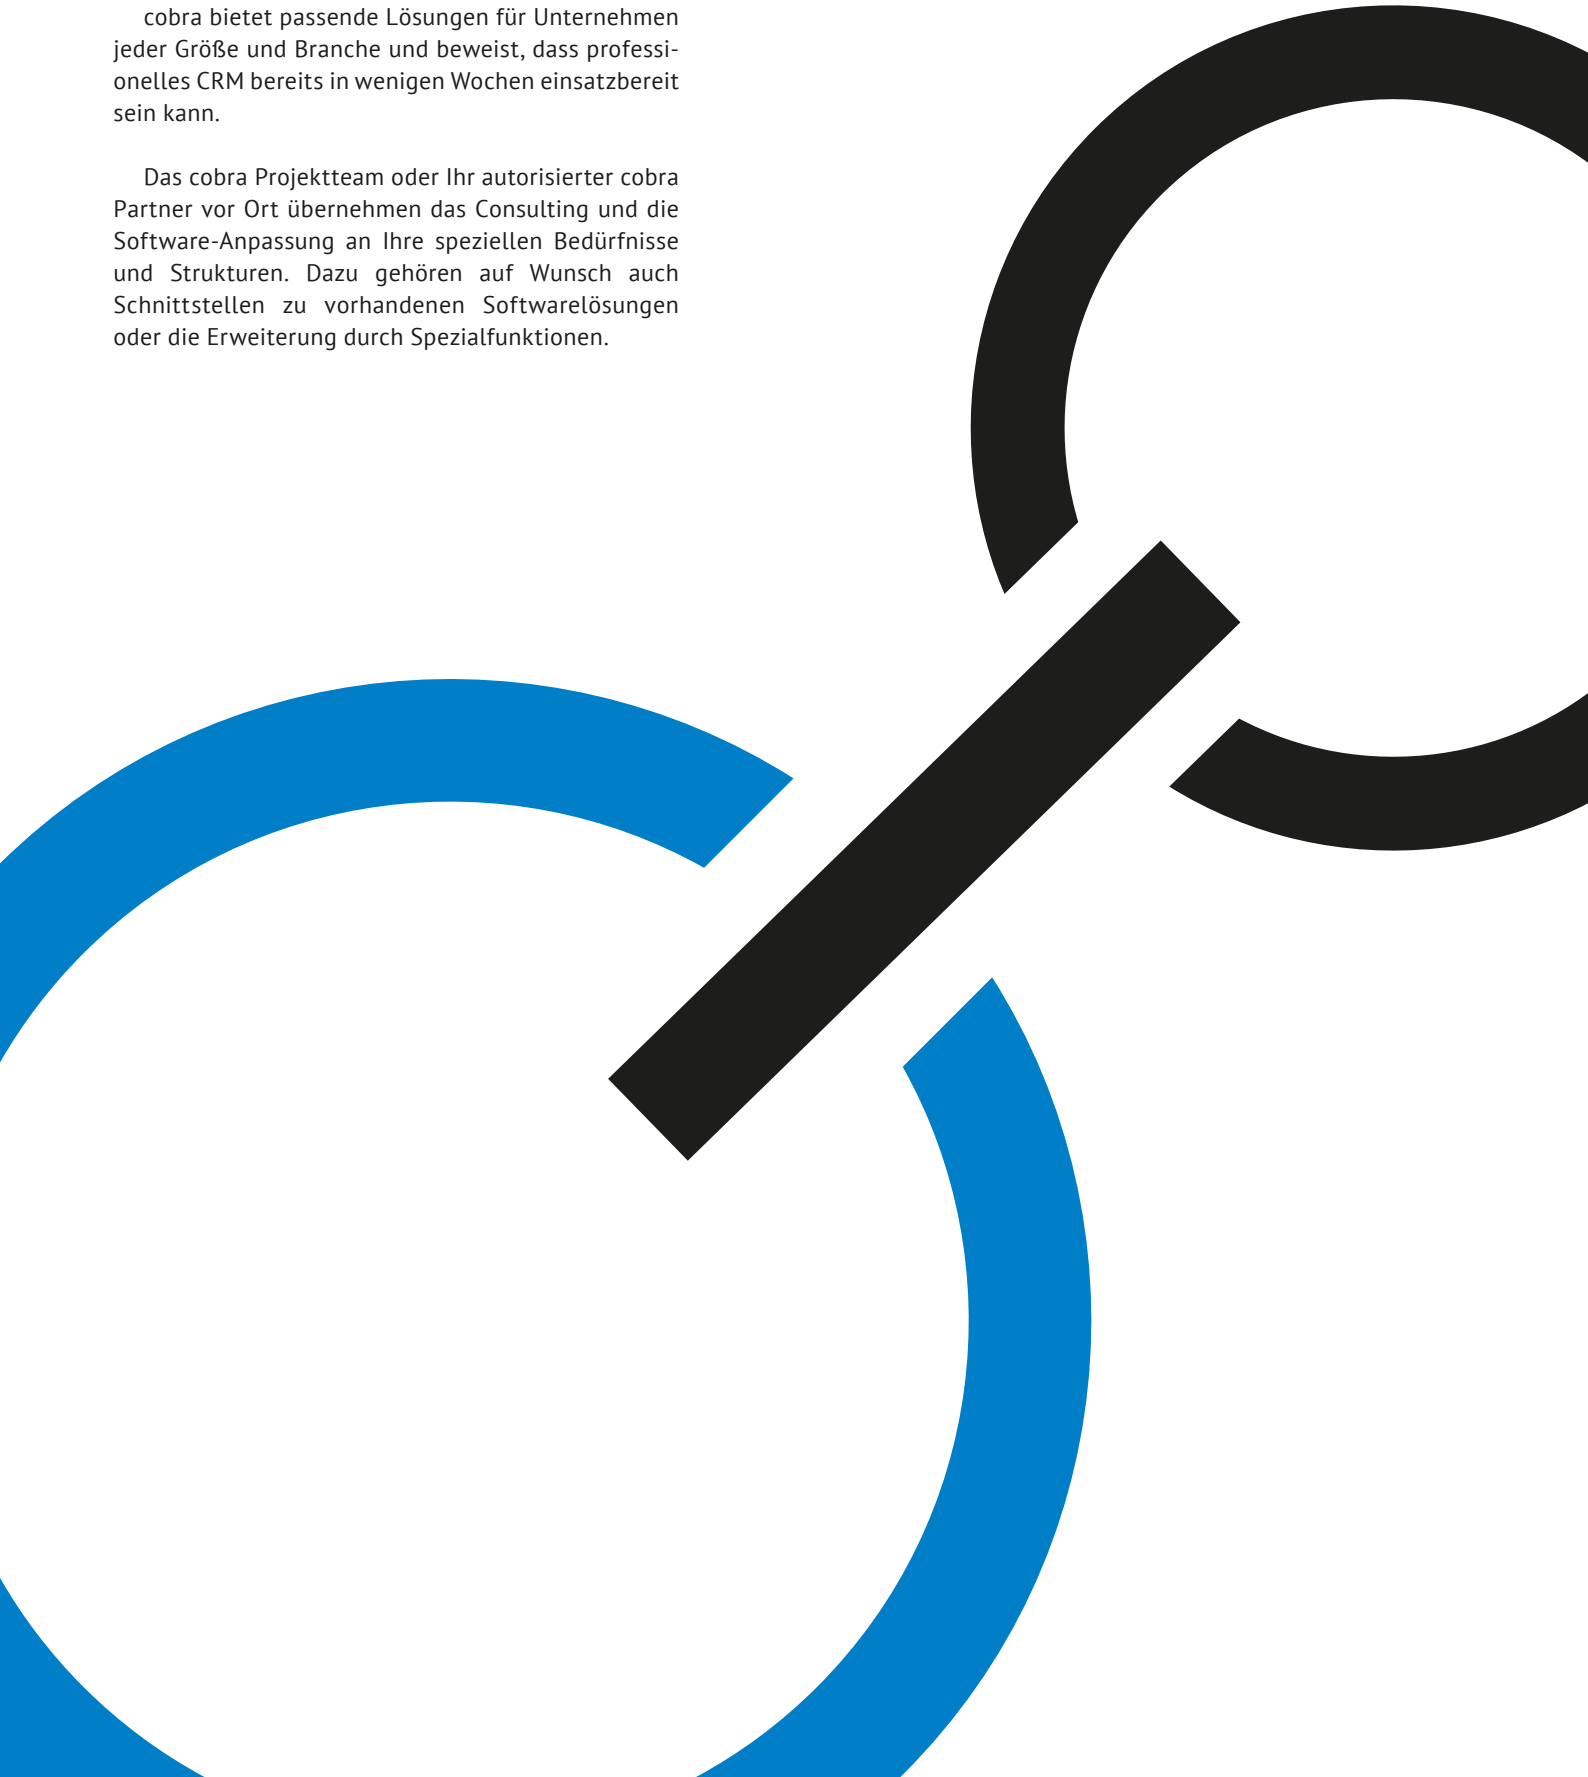 cobra bietet passende Lösungen für Unternehmen
jeder Größe und Branche und beweist, dass professi-
onelles CRM bereits in wenigen Wochen einsatzbereit
sein kann.
Das cobra Projektteam oder Ihr autorisierter cobra
Partner vor Ort übernehmen das Consulting und die
Software-Anpassung an Ihre speziellen Bedürfnisse
und Strukturen. Dazu gehören auf Wunsch auch
Schnittstellen zu vorhandenen Softwarelösungen
oder die Erweiterung durch Spezialfunktionen.